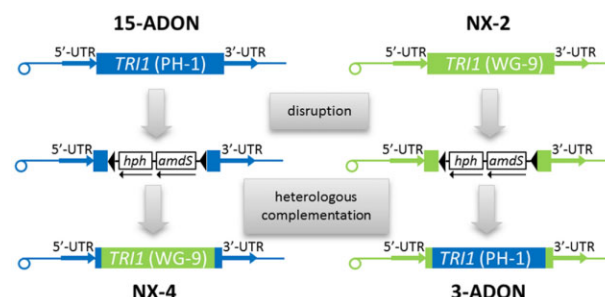 15-ADON NX-2
5’-UTR 3’-UTR 5’-UTR 3’-UTR
TRI1 (PH-1) TRI1 (WG-9)
disruption
5’-UTR 3’-UTR 5’-UTR 3’-UTR
hph amdS hph amdS
heterologous
complementation
5’-UTR 3’-UTR 5’-UTR 3’-UTR
TRI1 (WG-9) TRI1 (PH-1)
NX-4 3-ADON